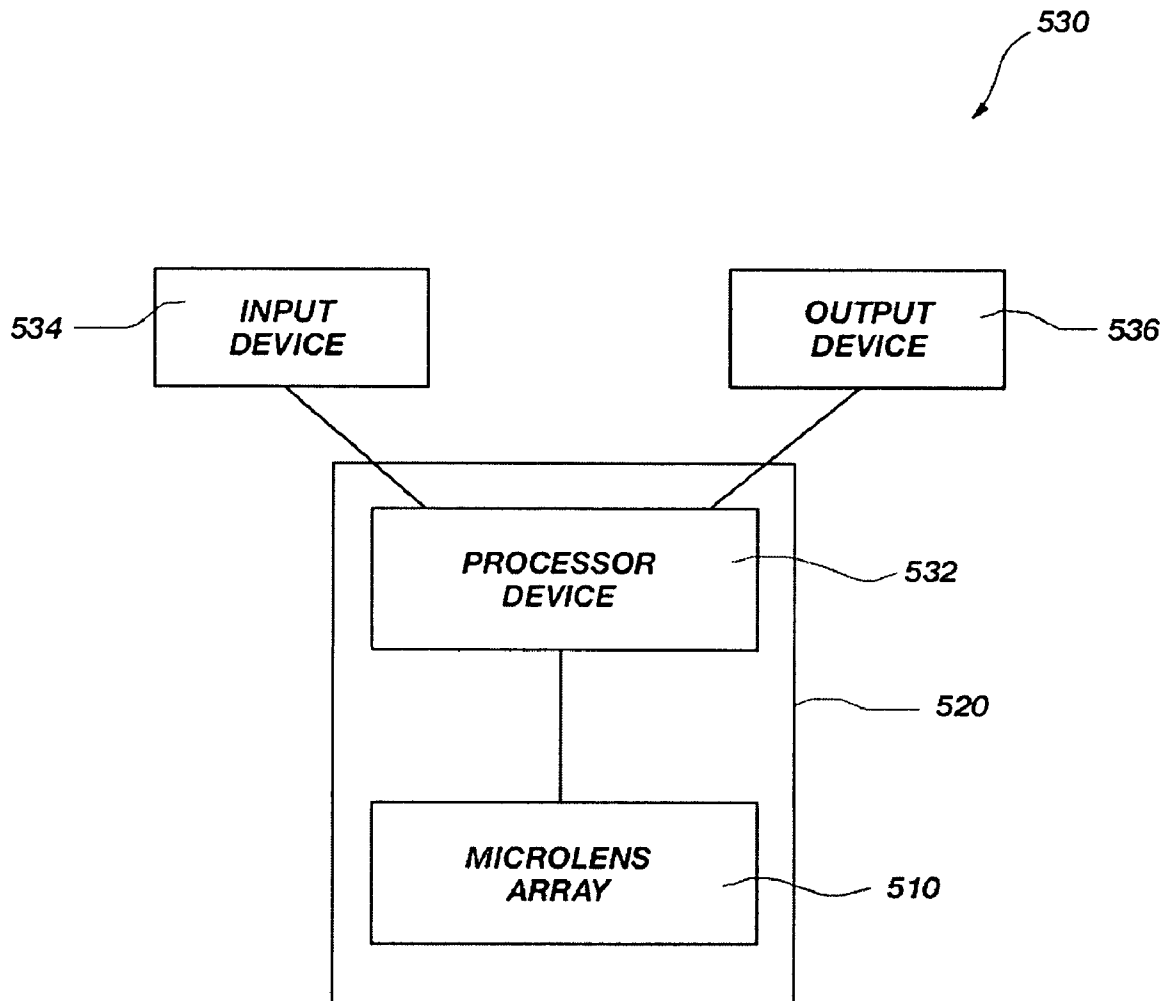 530
534
INPUT
DEVICE
OUTPUT
DEVICE
536
PROCESSOR
DEVICE
532
520
MICROLENS
ARRAY
510